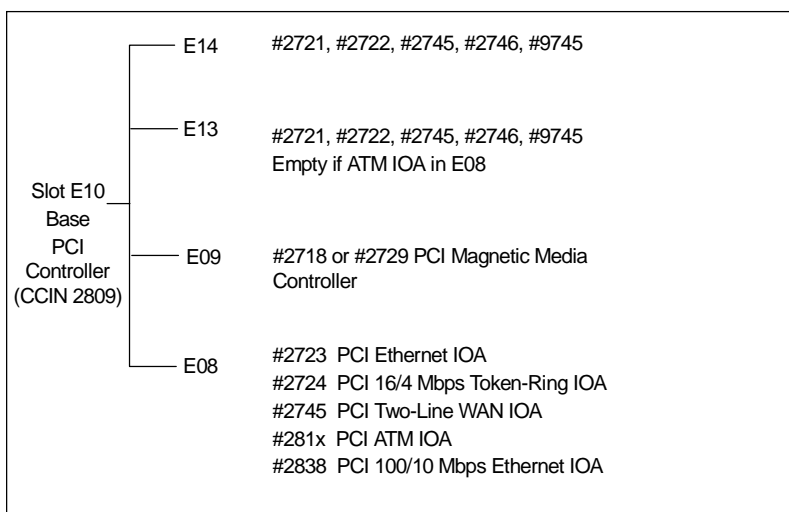 E14 #2721, #2722, #2745, #2746, #9745
E13 #2721, #2722, #2745, #2746, #9745
Empty if ATM IOA in E08
Slot E10
Base
PCI
Controller
(CCIN 2809)
E09 #2718 or #2729 PCI Magnetic Media
Controller
E08 #2723 PCI Ethernet IOA
#2724 PCI 16/4 Mbps Token-Ring IOA
#2745 PCI Two-Line WAN IOA
#281x PCI ATM IOA
#2838 PCI 100/10 Mbps Ethernet IOA